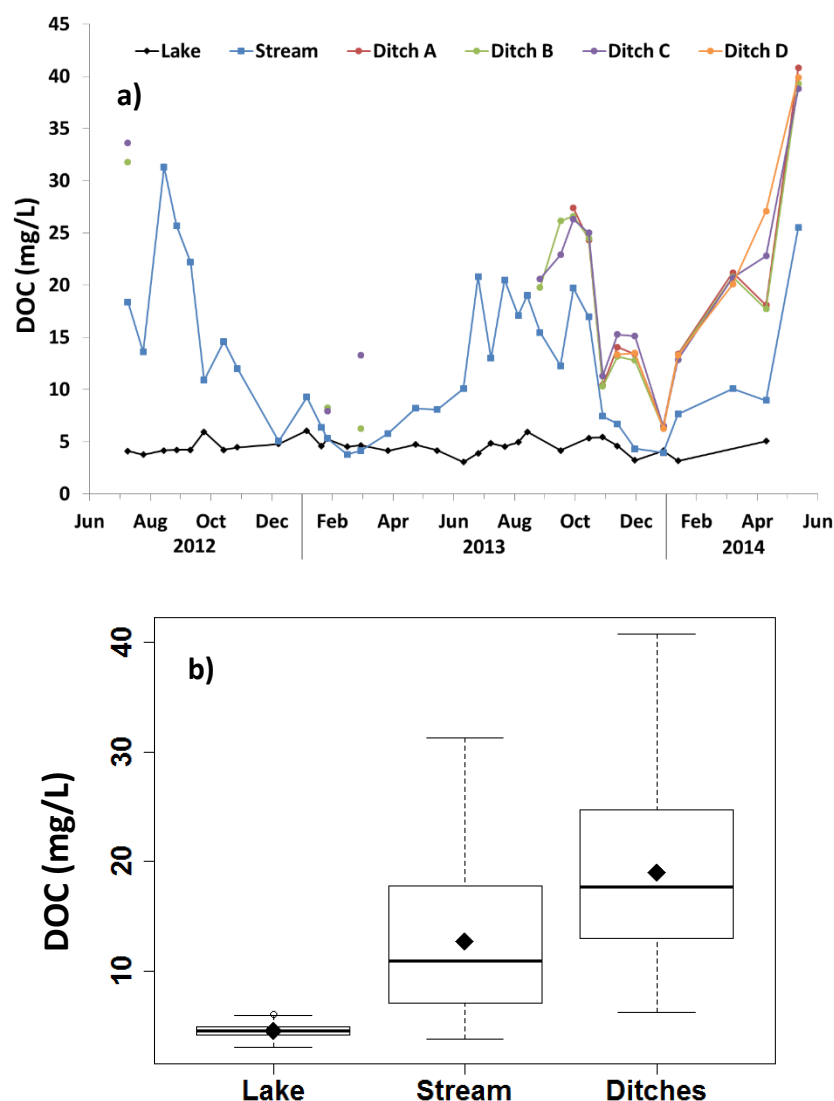 Lake Stream Ditch A Ditch B Ditch C Ditch D
a)
DOC (mg/L)
45
40
35
30
25
20
15
10
5
0
Jun Aug Oct Dec Feb Apr Jun Aug Oct Dec Feb Apr Jun
2012 2013 2014
b)
DOC (mg/L)
40
30
20
10
Lake Stream Ditches